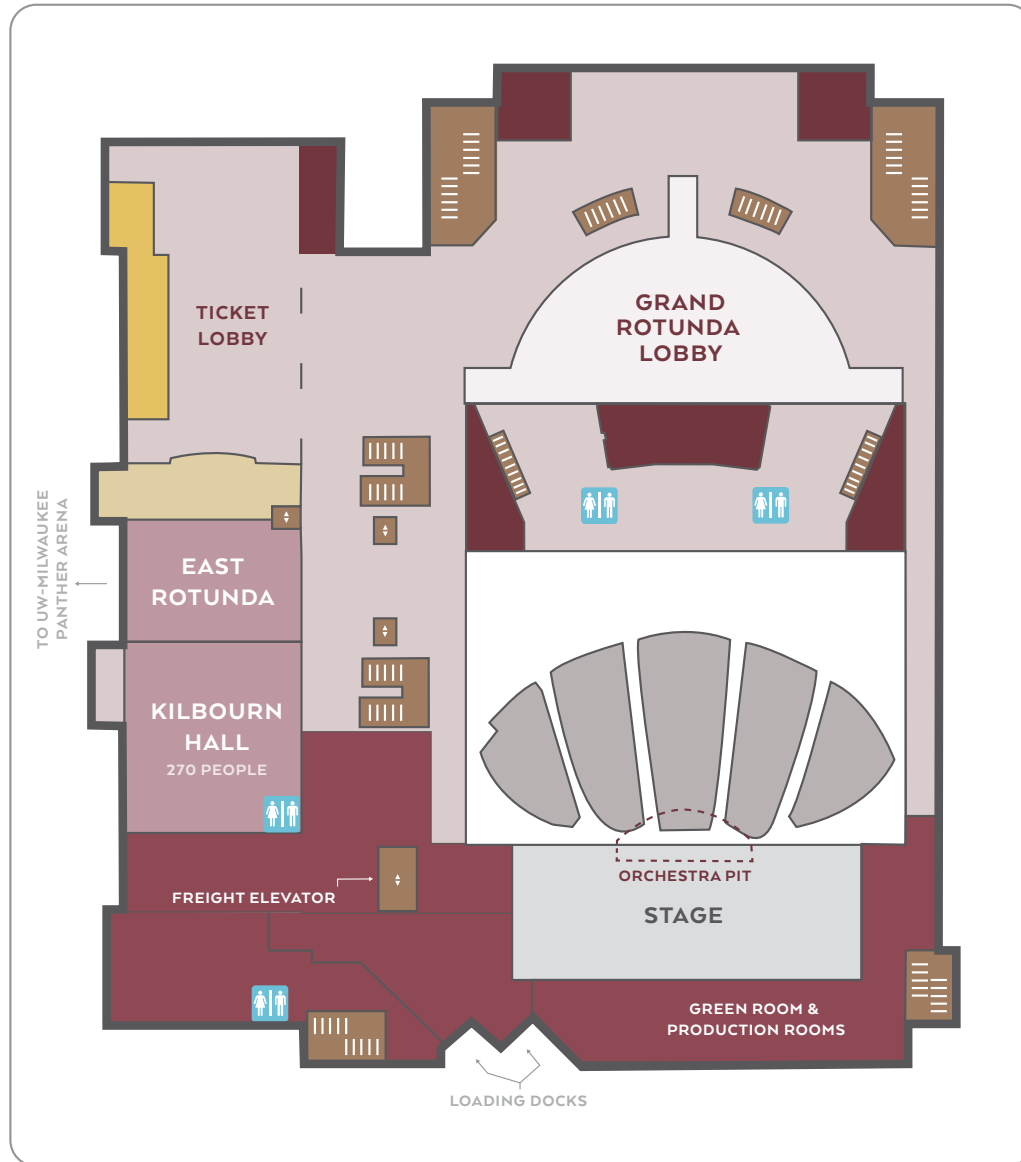 TICKET
LOBBY
GRAND
ROTUNDA
LOBBY
TO UW-MILWAUKEE
PANTHER ARENA
EAST
ROTUNDA
KILBOURN
HALL
270 PEOPLE
FREIGHT ELEVATOR
ORCHESTRA PIT
STAGE
GREEN ROOM &
PRODUCTION ROOMS
LOADING DOCKS